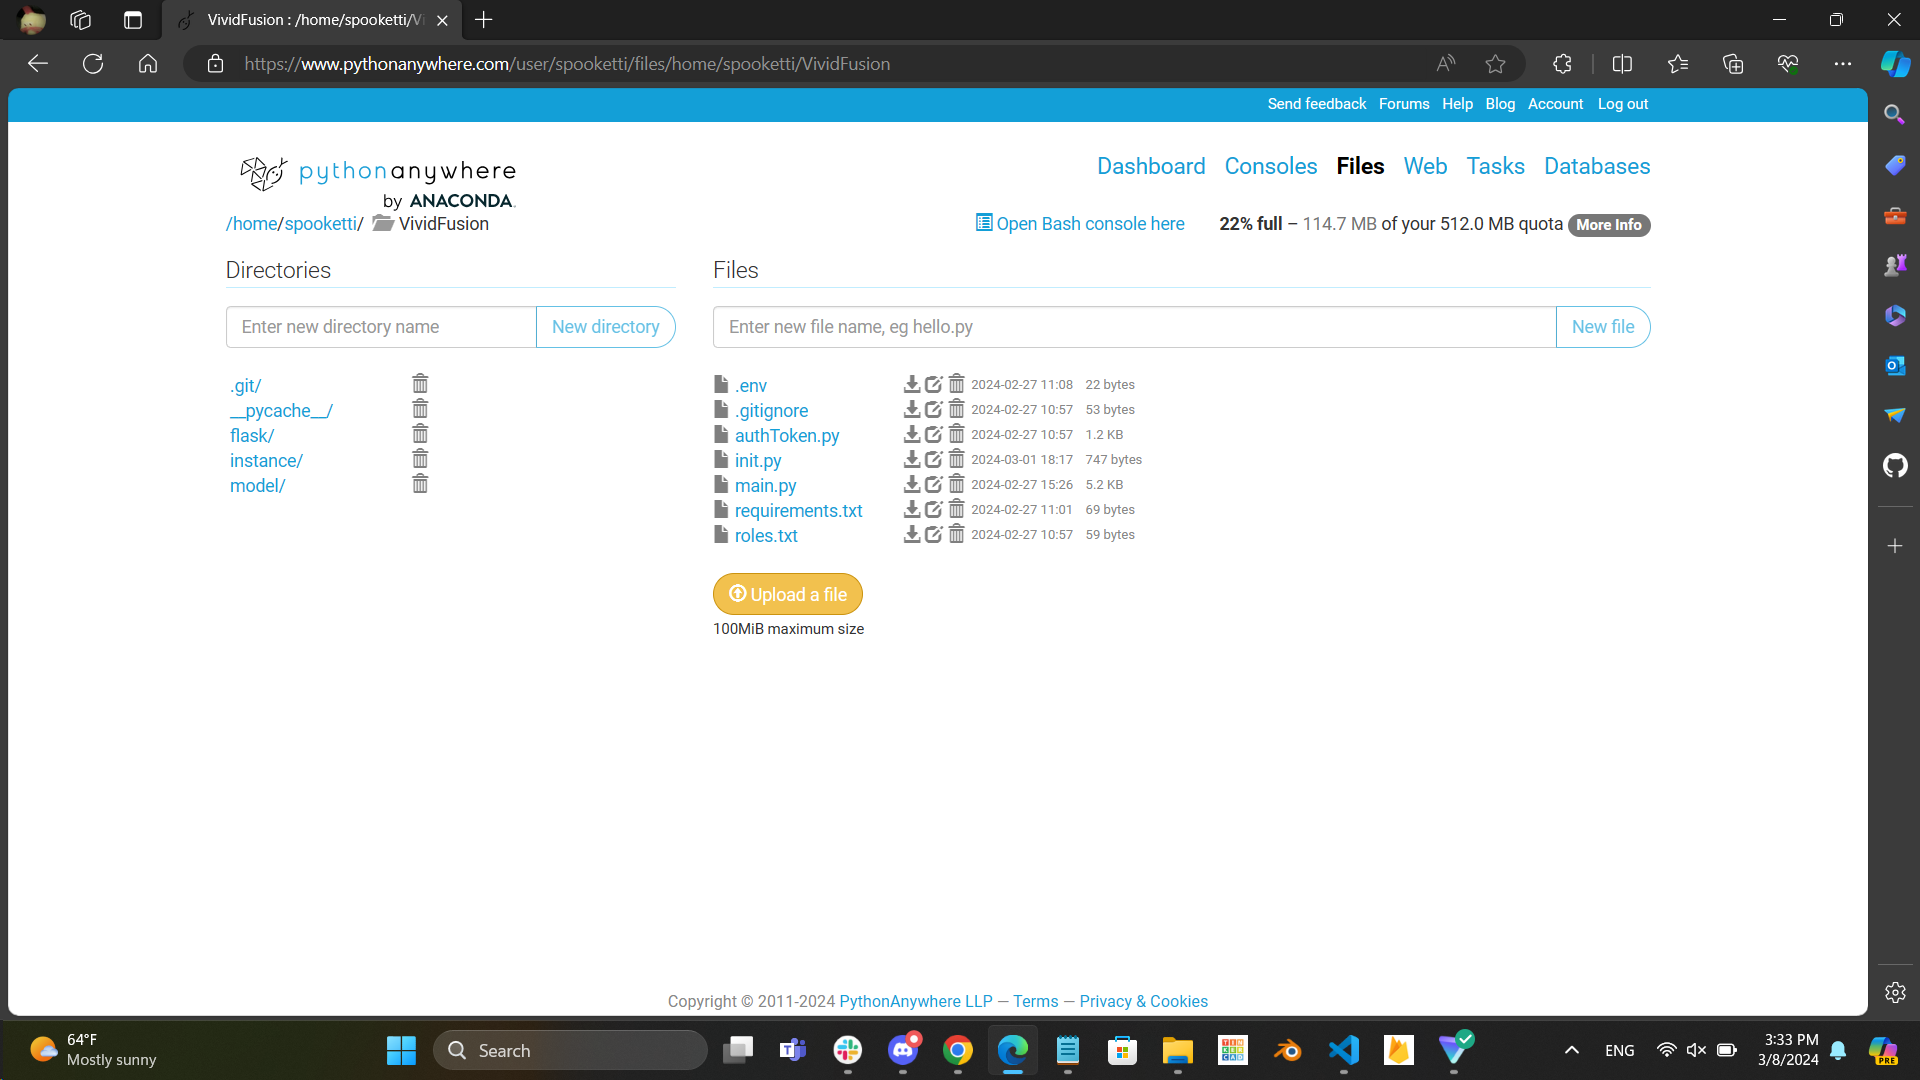 VividFusion : /home/spooketti/Vi
https://www.pythonanywhere.com/user/spooketti/files/home/spooketti/VividFusion
Send feedback Forums Help Blog Account Log out
pythonanywhere
by ANACONDA.
Dashboard Consoles Files Web Tasks Databases
/home/spooketti/ VividFusion
Open Bash console here
22% full – 114.7 MB of your 512.0 MB quota More Info
Directories
Enter new directory name New directory
.git/
__pycache__/
flask/
instance/
model/
Files
Enter new file name, eg hello.py New file
.env 2024-02-27 11:08 22 bytes
.gitignore 2024-02-27 10:57 53 bytes
authToken.py 2024-02-27 10:57 1.2 KB
init.py 2024-03-01 18:17 747 bytes
main.py 2024-02-27 15:26 5.2 KB
requirements.txt 2024-02-27 11:01 69 bytes
roles.txt 2024-02-27 10:57 59 bytes
Upload a file
100MiB maximum size
Copyright © 2011-2024 PythonAnywhere LLP — Terms — Privacy & Cookies
64°F
Mostly sunny
Search
TIN
KER
CAD
ENG
3:33 PM
3/8/2024
PRE